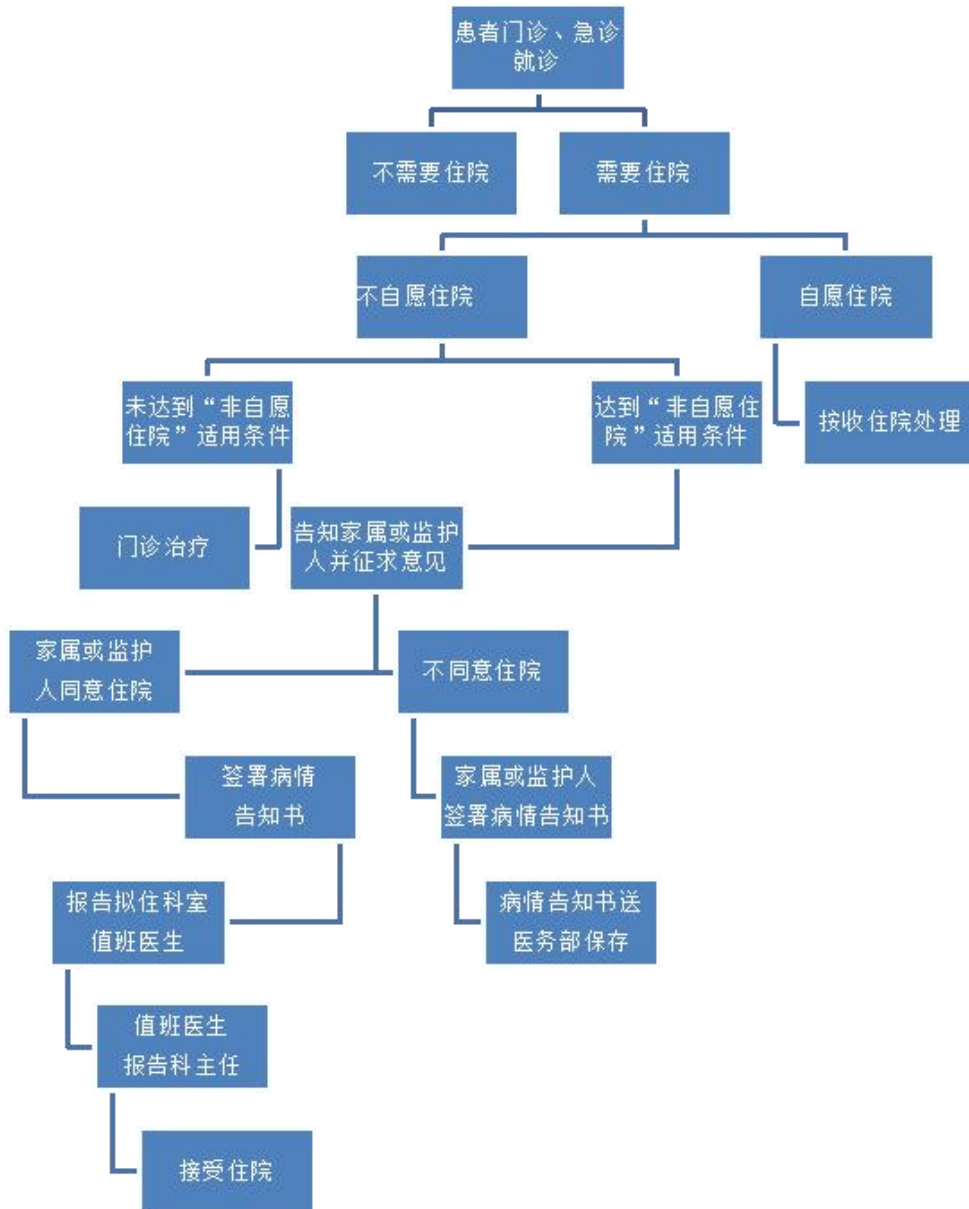 患者门诊、急诊
就诊
不需要住院
需要住院
不自愿住院
自愿住院
未达到“非自愿
住院”适用条件
达到“非自愿住
院”适用条件
按收住院处理
门诊治疗
告知家属或监护
人并征求意见
家属或监护
人同意住院
不同意住院
签署病情
告知书
家属或监护人
签署病情告知书
报告拟住科室
值班医生
病情告知书送
医务部保存
值班医生
报告科主任
接受住院